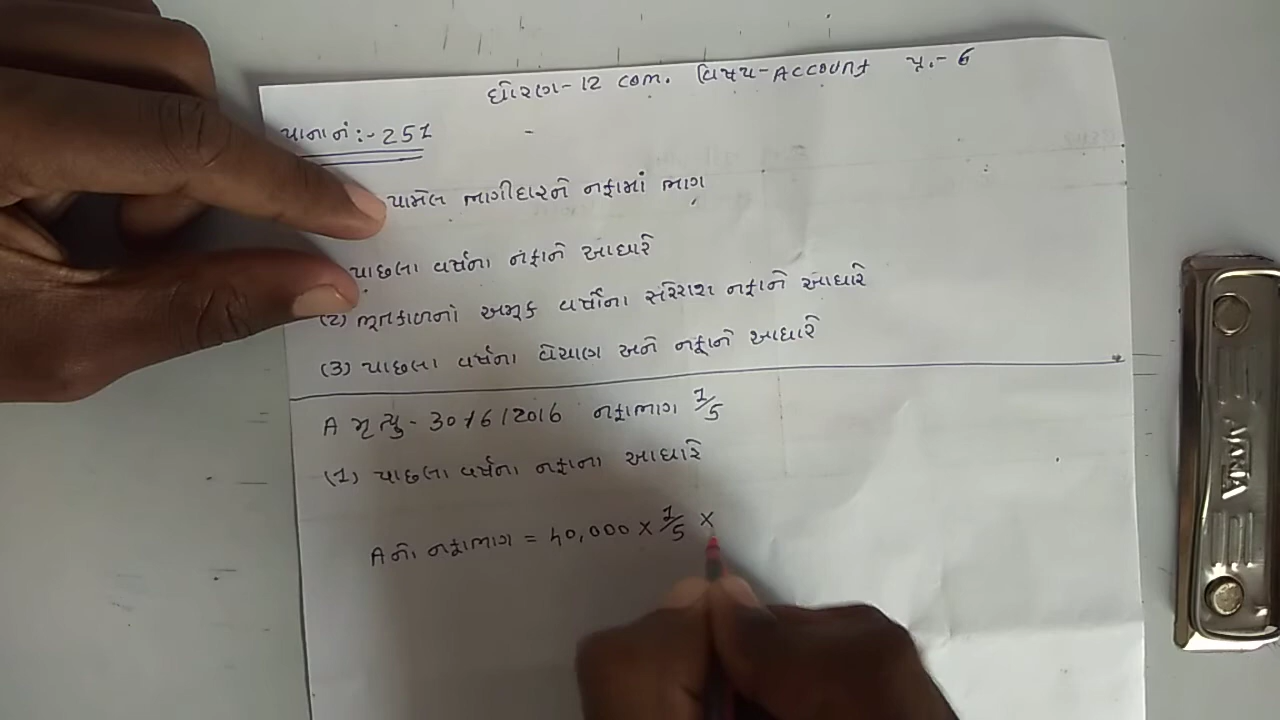 ધોરણ-12 com. વિષય-Account પ્ર.-6
પાના નં:-251
પામેલ ભાગીદારને નફામાં ભાગ
પાછલા વર્ષના નફાને આધારે
(2) ભૂતકાળનાં અમૂક વર્ષોના સરેરાશ નફાને આધારે
(3) પાછલા વર્ષના વેચાણ અને નફાને આધારે
A મૃત્યુ - 30/6/2016 નફાભાગ 1/5
(1) પાછલા વર્ષના નફાના આધારે
Aનો નફાભાગ = 40,000 × 1/5 ×
AJANTA